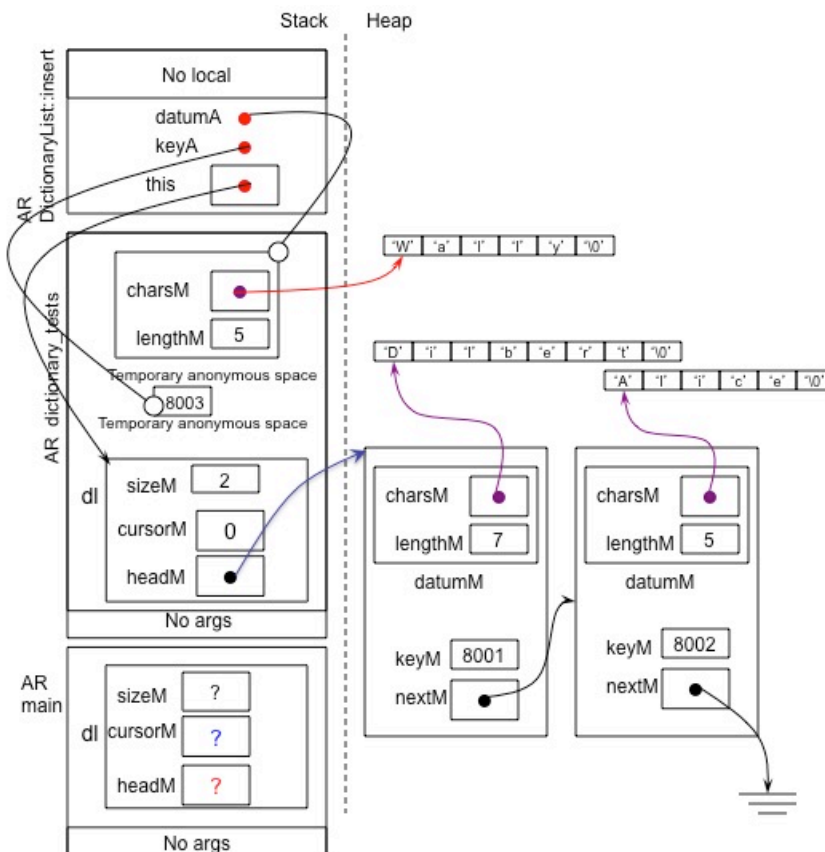 Stack
Heap
AR
DictionaryList::insert
No local
datumA
keyA
this
AR dictionary_tests
charsM
lengthM 5
Temporary anonymous space
8003
Temporary anonymous space
dl
sizeM 2
cursorM 0
headM
No args
AR
main
dl
sizeM ?
cursorM ?
headM ?
No args
"W" "a" "l" "l" "y" "\0"
"D" "i" "l" "b" "e" "r" "t" "\0"
"A" "l" "i" "c" "e" "\0"
charsM
lengthM 7
datumM
keyM 8001
nextM
charsM
lengthM 5
datumM
keyM 8002
nextM